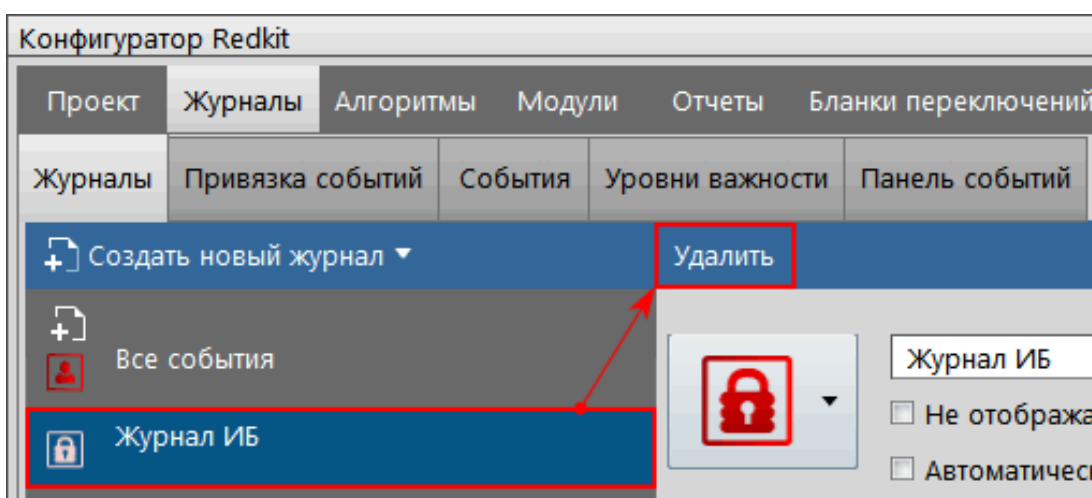 Конфигуратор Redkit
Проект Журналы Алгоритмы Модули Отчеты Бланки переключений
Журналы Привязка событий События Уровни важности Панель событий
Создать новый журнал Удалить
Все события
Журнал ИБ
Журнал ИБ
Не отобража
Автоматичес